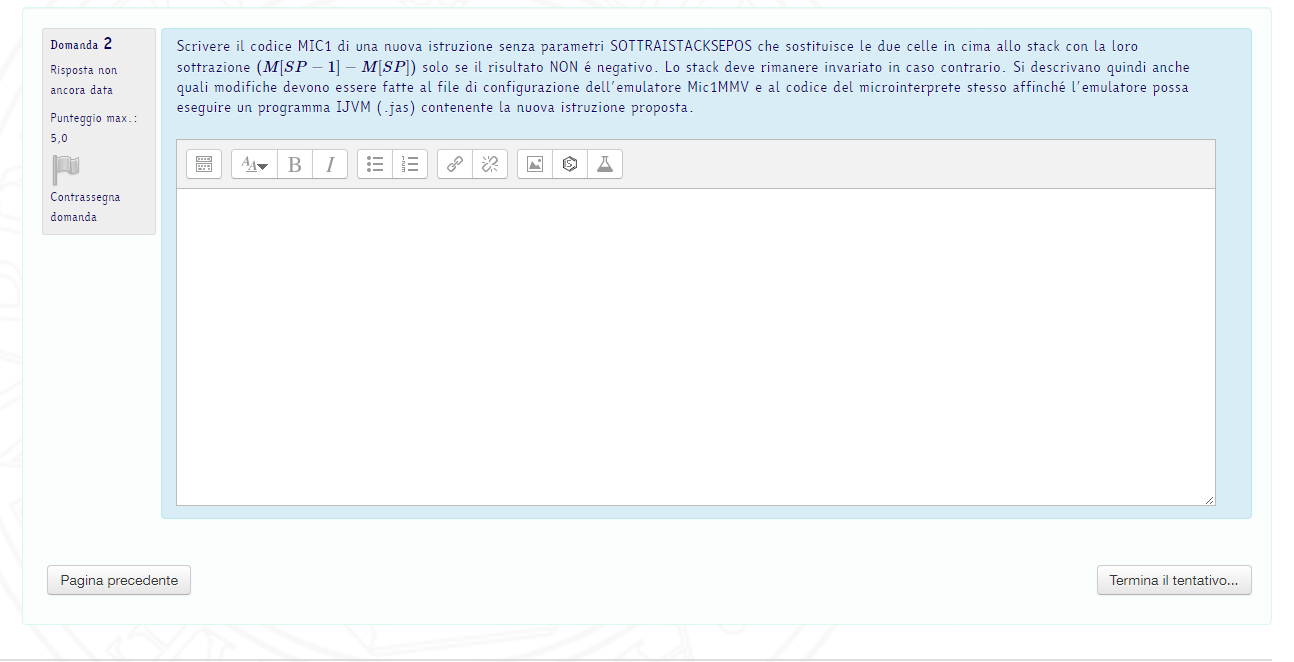 Domanda 2
Risposta non
ancora data
Punteggio max.:
5,0
Contrassegna
domanda
Scrivere il codice MIC1 di una nuova istruzione senza parametri SOTTRAISTACKSEPOS che sostituisce le due celle in cima allo stack con la loro
sottrazione (M[SP − 1] − M[SP]) solo se il risultato NON é negativo. Lo stack deve rimanere invariato in caso contrario. Si descrivano quindi anche
quali modifiche devono essere fatte al file di configurazione dell'emulatore Mic1MMV e al codice del microinterprete stesso affinché l'emulatore possa
eseguire un programma IJVM (.jas) contenente la nuova istruzione proposta.
Pagina precedente
Termina il tentativo...